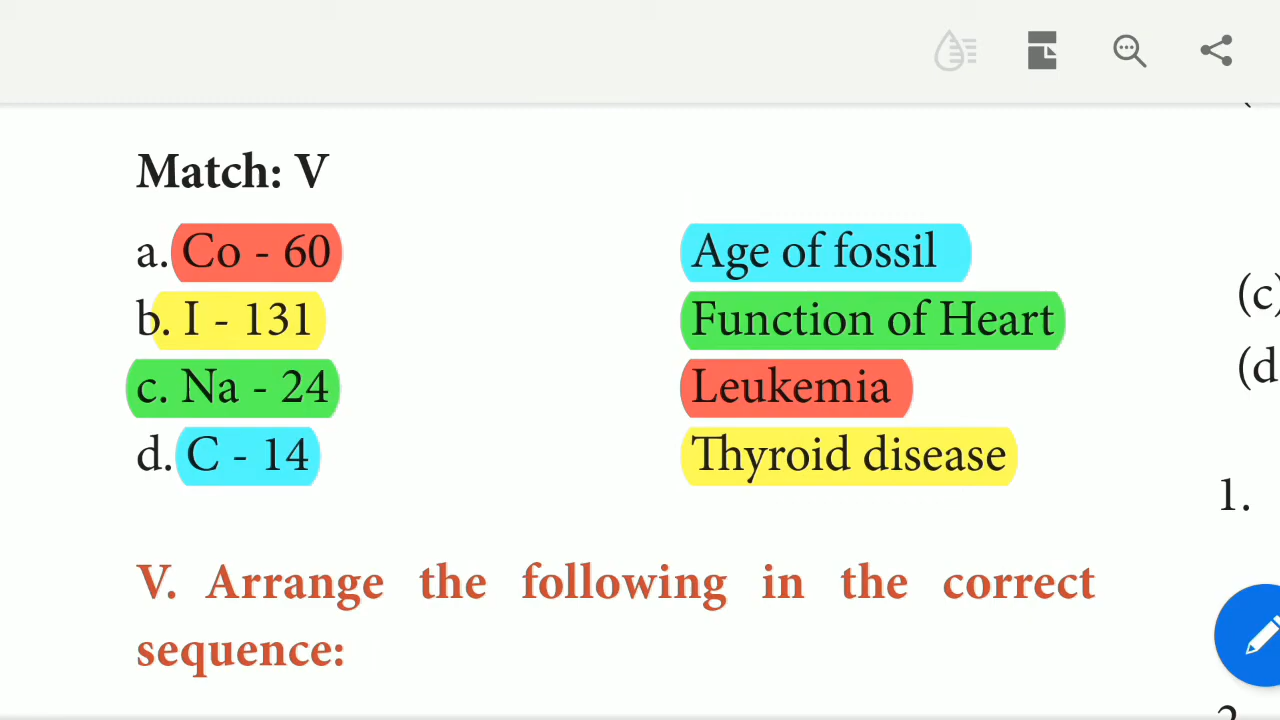 Match: V
a. Co - 60 Age of fossil
b. I - 131 Function of Heart
c. Na - 24 Leukemia
d. C - 14 Thyroid disease
V. Arrange the following in the correct
sequence:
(c)
(d
1.